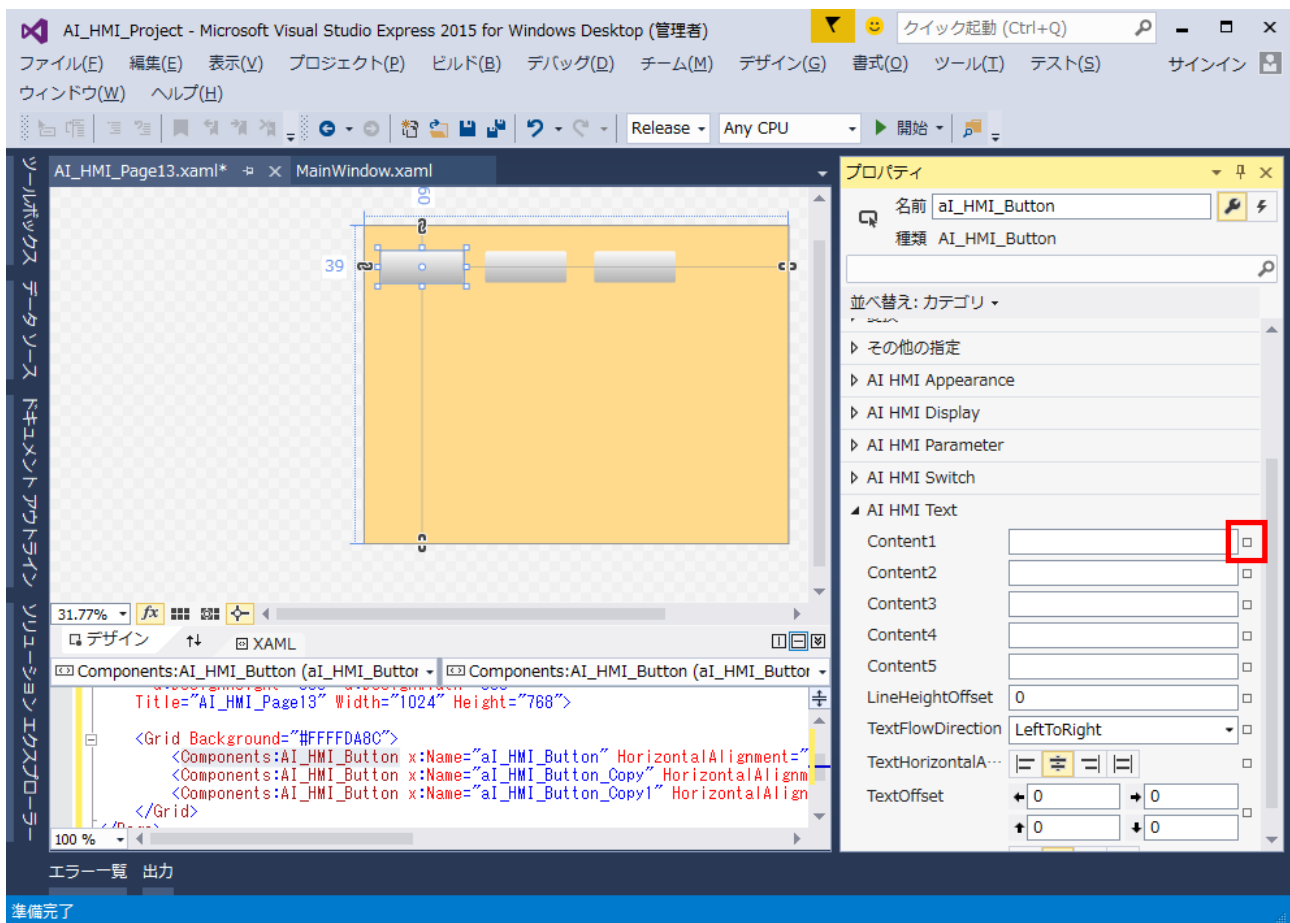 AI_HMI_Project - Microsoft Visual Studio Express 2015 for Windows Desktop (管理者)
クイック起動 (Ctrl+Q)
ファイル(F) 編集(E) 表示(V) プロジェクト(P) ビルド(B) デバッグ(D) チーム(M) デザイン(G) 書式(O) ツール(T) テスト(S) サインイン
ウィンドウ(W) ヘルプ(H)
Release Any CPU 開始
ツールボックス
データ ソース
ドキュメント アウトライン
ソリューション エクスプローラー
AI_HMI_Page13.xaml* MainWindow.xaml
60
39
31.77% fx
デザイン XAML
Components:AI_HMI_Button (aI_HMI_Button Components:AI_HMI_Button (aI_HMI_Button
Title="AI_HMI_Page13" Width="1024" Height="768">
<Grid Background="#FFFFDA8C">
<Components:AI_HMI_Button x:Name="aI_HMI_Button" HorizontalAlignment="
<Components:AI_HMI_Button x:Name="aI_HMI_Button_Copy" HorizontalAlignm
<Components:AI_HMI_Button x:Name="aI_HMI_Button_Copy1" HorizontalAlign
</Grid>
100 %
プロパティ
名前 aI_HMI_Button
種類 AI_HMI_Button
並べ替え: カテゴリ
その他の指定
AI HMI Appearance
AI HMI Display
AI HMI Parameter
AI HMI Switch
AI HMI Text
Content1
Content2
Content3
Content4
Content5
LineHeightOffset 0
TextFlowDirection LeftToRight
TextHorizontalA…
TextOffset 0 0
0 0
エラー一覧 出力
準備完了